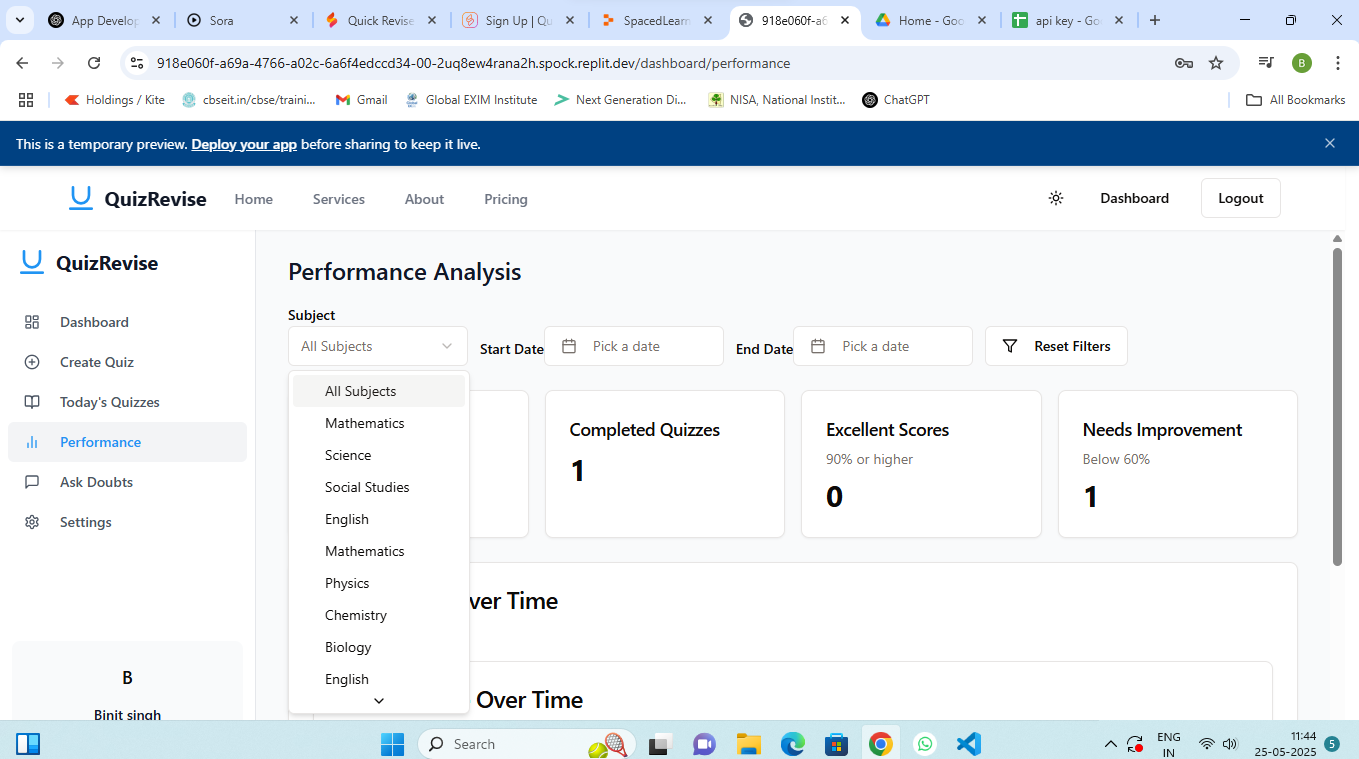 App Develop
Sora
Quick Revise
Sign Up | Qu
SpacedLearn
918e060f-a6
Home - Goo
api key - Go
918e060f-a69a-4766-a02c-6a6f4edccd34-00-2uq8ew4rana2h.spock.replit.dev/dashboard/performance
B
Holdings / Kite
cbseit.in/cbse/traini...
Gmail
Global EXIM Institute
Next Generation Di...
NISA, National Instit...
ChatGPT
All Bookmarks
This is a temporary preview. Deploy your app before sharing to keep it live.
QuizRevise
Home
Services
About
Pricing
Dashboard
Logout
QuizRevise
Dashboard
Create Quiz
Today's Quizzes
Performance
Ask Doubts
Settings
B
Binit singh
Performance Analysis
Subject
All Subjects
Start Date
Pick a date
End Date
Pick a date
Reset Filters
All Subjects
Mathematics
Science
Social Studies
English
Mathematics
Physics
Chemistry
Biology
English
Completed Quizzes
1
Excellent Scores
90% or higher
0
Needs Improvement
Below 60%
1
ver Time
Over Time
Search
ENG
IN
11:44
25-05-2025
5